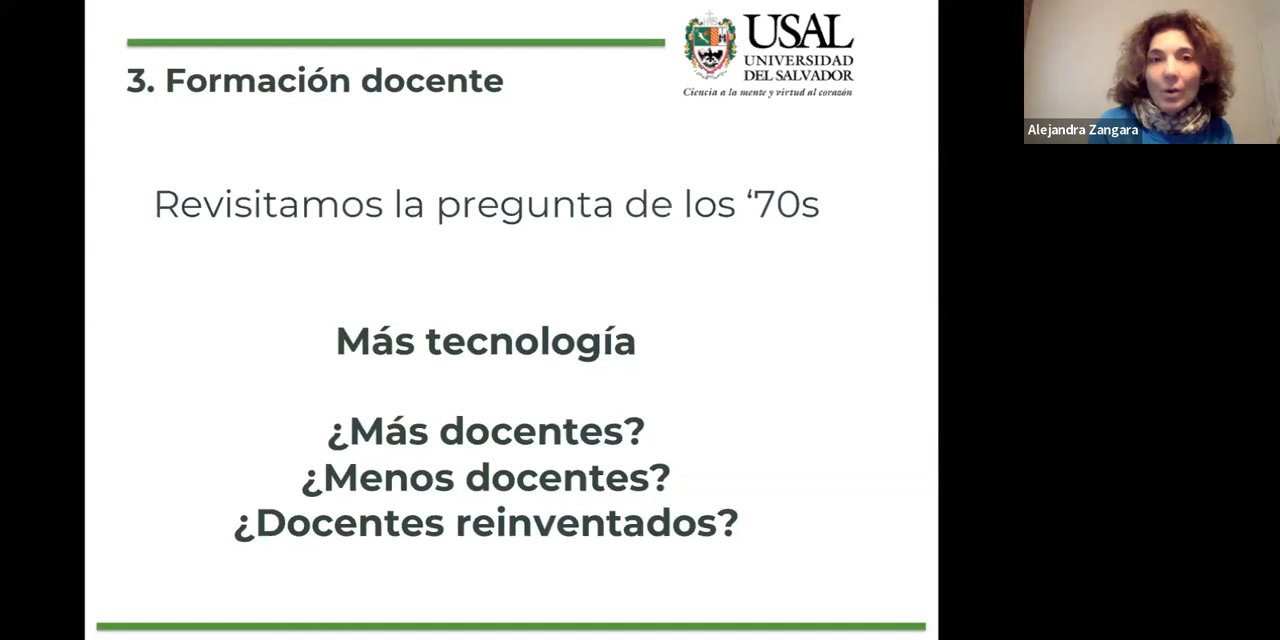 USAL
UNIVERSIDAD
DEL SALVADOR
Ciencia a la mente y virtud al corazón
3. Formación docente
Alejandra Zangara
Revisitamos la pregunta de los ‘70s
Más tecnología
¿Más docentes?
¿Menos docentes?
¿Docentes reinventados?